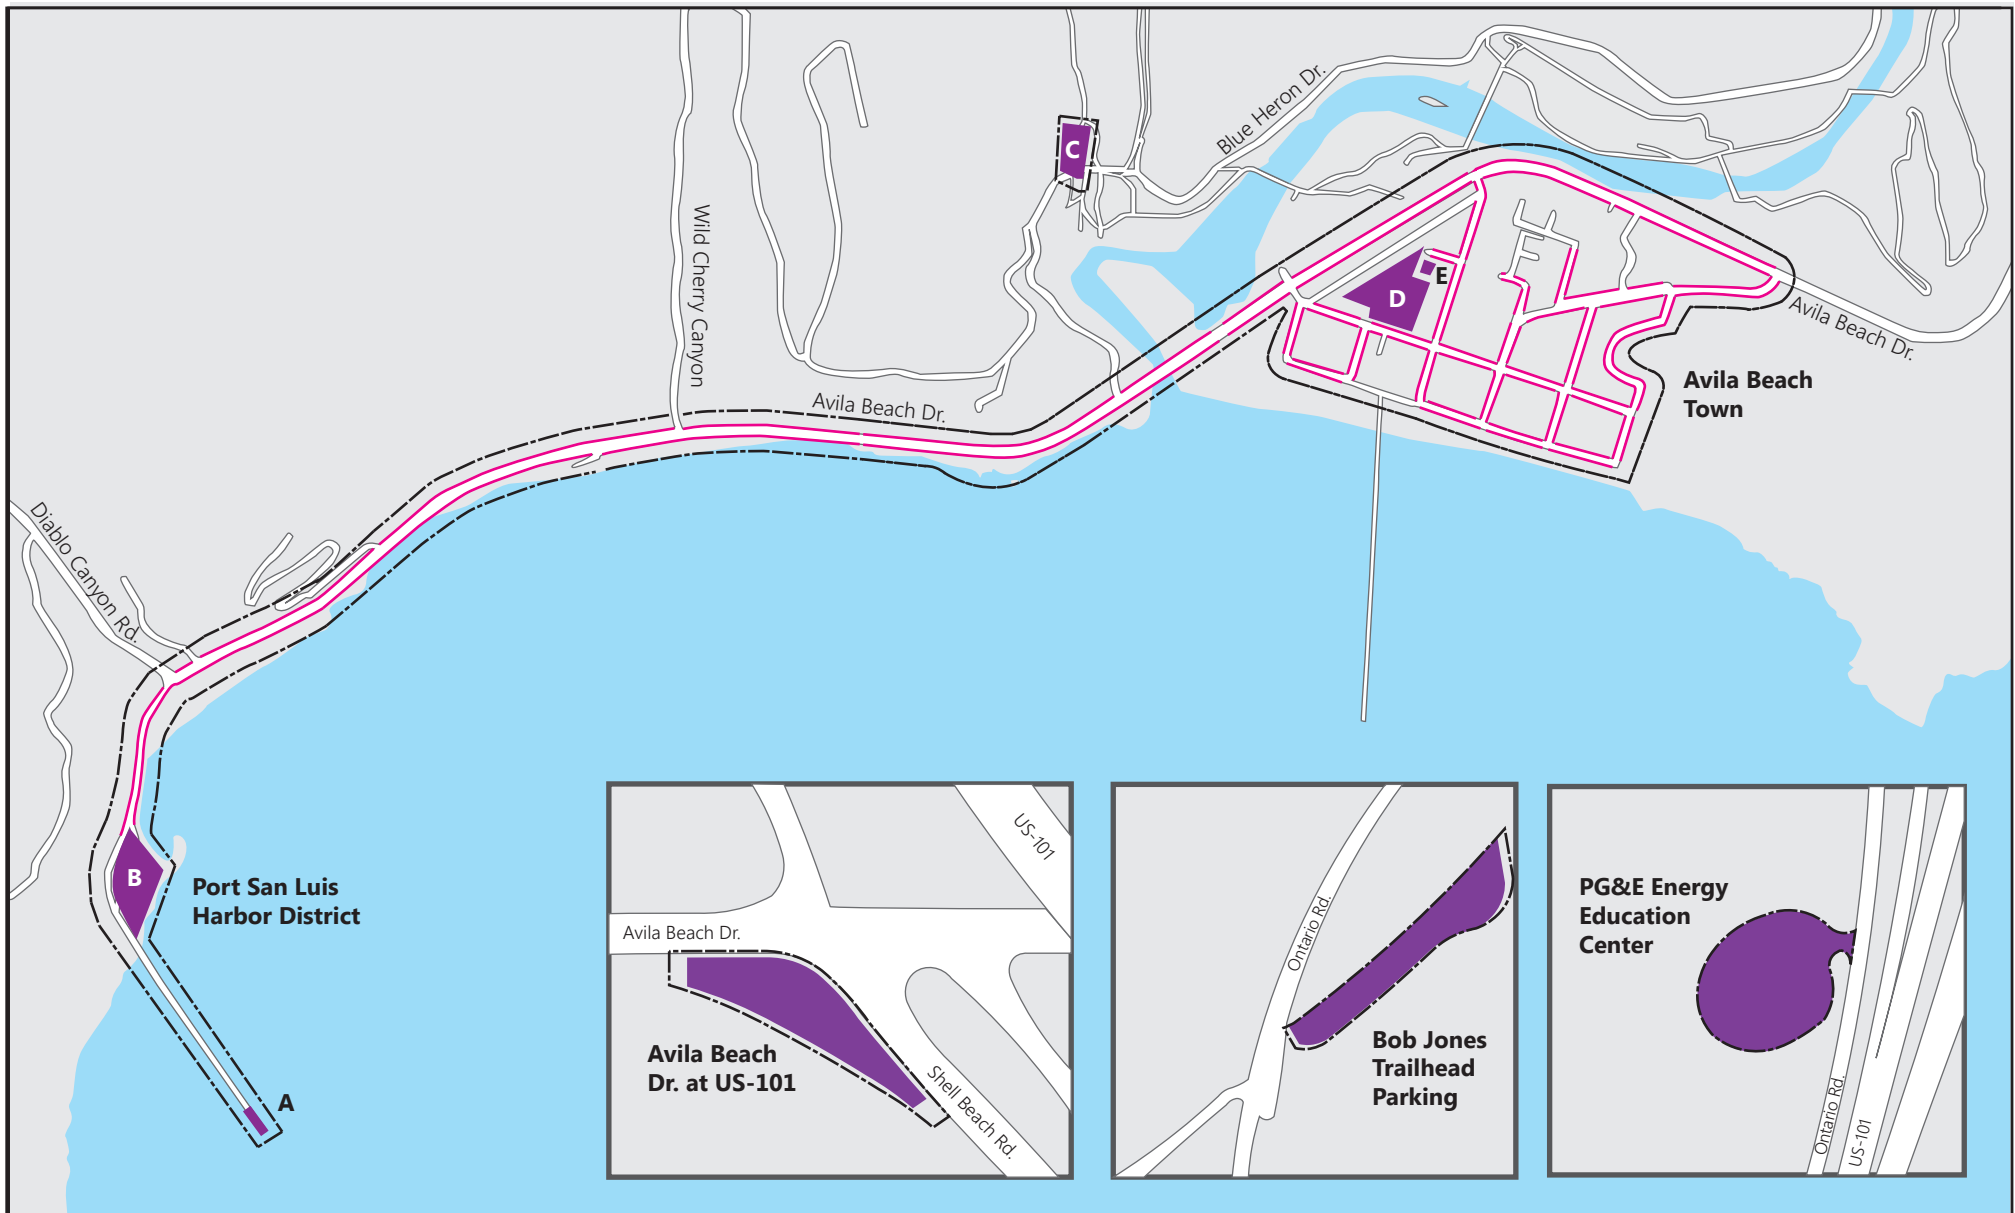 Blue Heron Dr.
C
Wild Cherry Canyon
E
D
Avila Beach Dr.
Avila Beach
Town
Avila Beach Dr.
Diablo Canyon Rd.
B
Port San Luis
Harbor District
A
US-101
Avila Beach Dr.
Avila Beach
Dr. at US-101
Shell Beach Rd.
Ontario Rd.
Bob Jones
Trailhead
Parking
PG&E Energy
Education
Center
Ontario Rd.
US-101